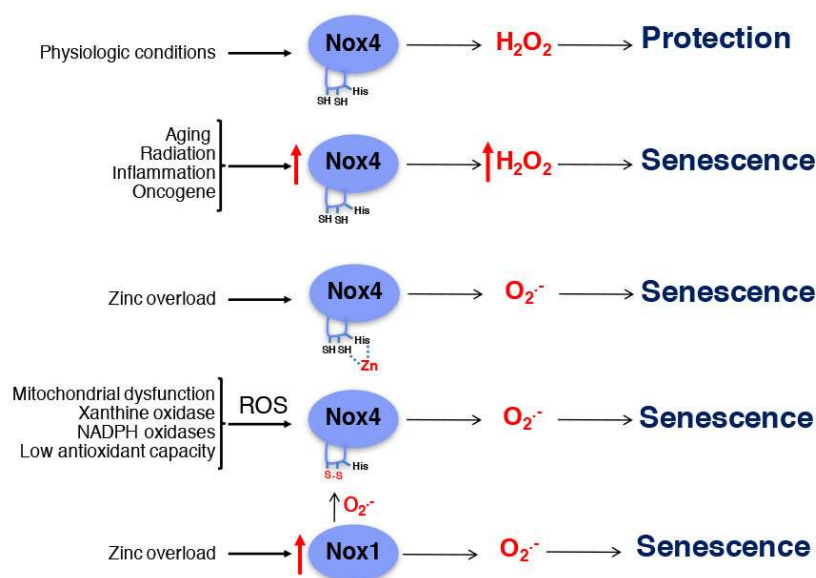 Physiologic conditions Nox4 H2O2 Protection
SH SH His
Aging
Radiation
Inflammation
Oncogene
Nox4 H2O2 Senescence
SH SH His
Zinc overload Nox4 O2·- Senescence
SH SH His
Zn
Mitochondrial dysfunction
Xanthine oxidase
NADPH oxidases
Low antioxidant capacity
ROS Nox4 O2·- Senescence
S-S His
O2·-
Zinc overload Nox1 O2·- Senescence